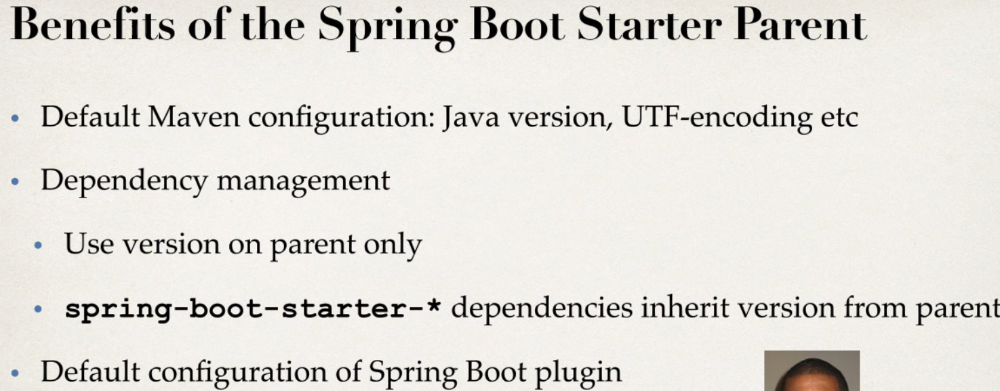 Benefits of the Spring Boot Starter Parent
• Default Maven configuration: Java version, UTF-encoding etc
• Dependency management
• Use version on parent only
• spring-boot-starter-* dependencies inherit version from parent
• Default configuration of Spring Boot plugin